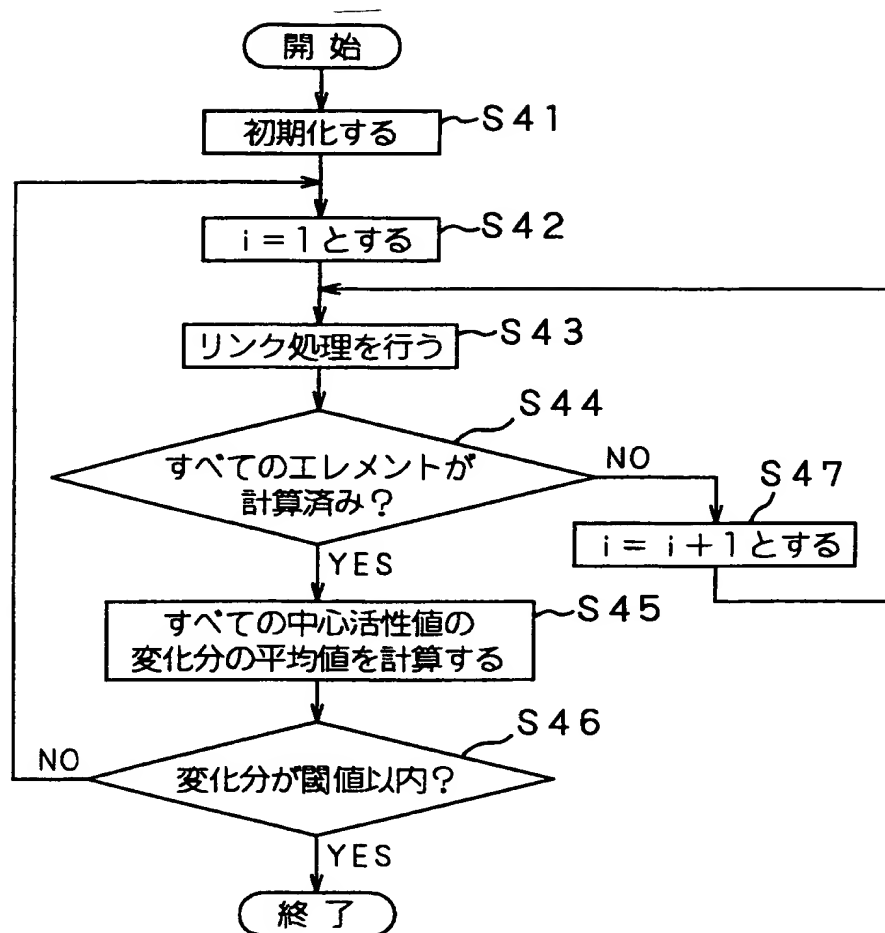 開始
初期化する
S41
i=1とする
S42
リンク処理を行う
S43
S44
すべてのエレメントが
計算済み?
NO
S47
i=i+1とする
YES
すべての中心活性値の
変化分の平均値を計算する
S45
S46
NO
変化分が閾値以内?
YES
終了